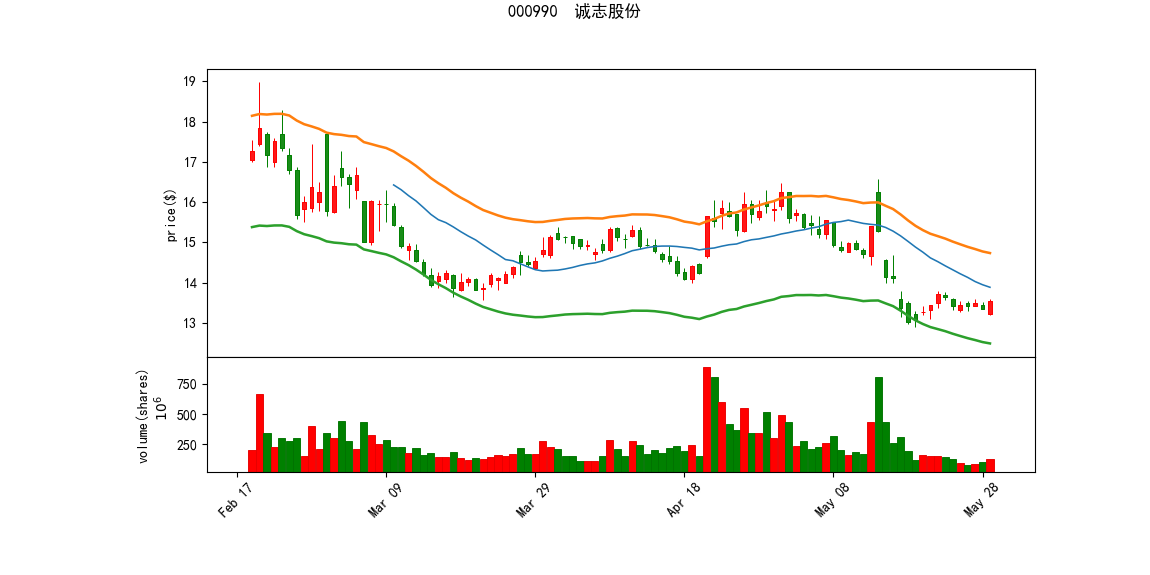 000990  诚志股份
price($)
19
18
17
16
15
14
13
volume(shares)
10^6
750
500
250
Feb 17
Mar 09
Mar 29
Apr 18
May 08
May 28